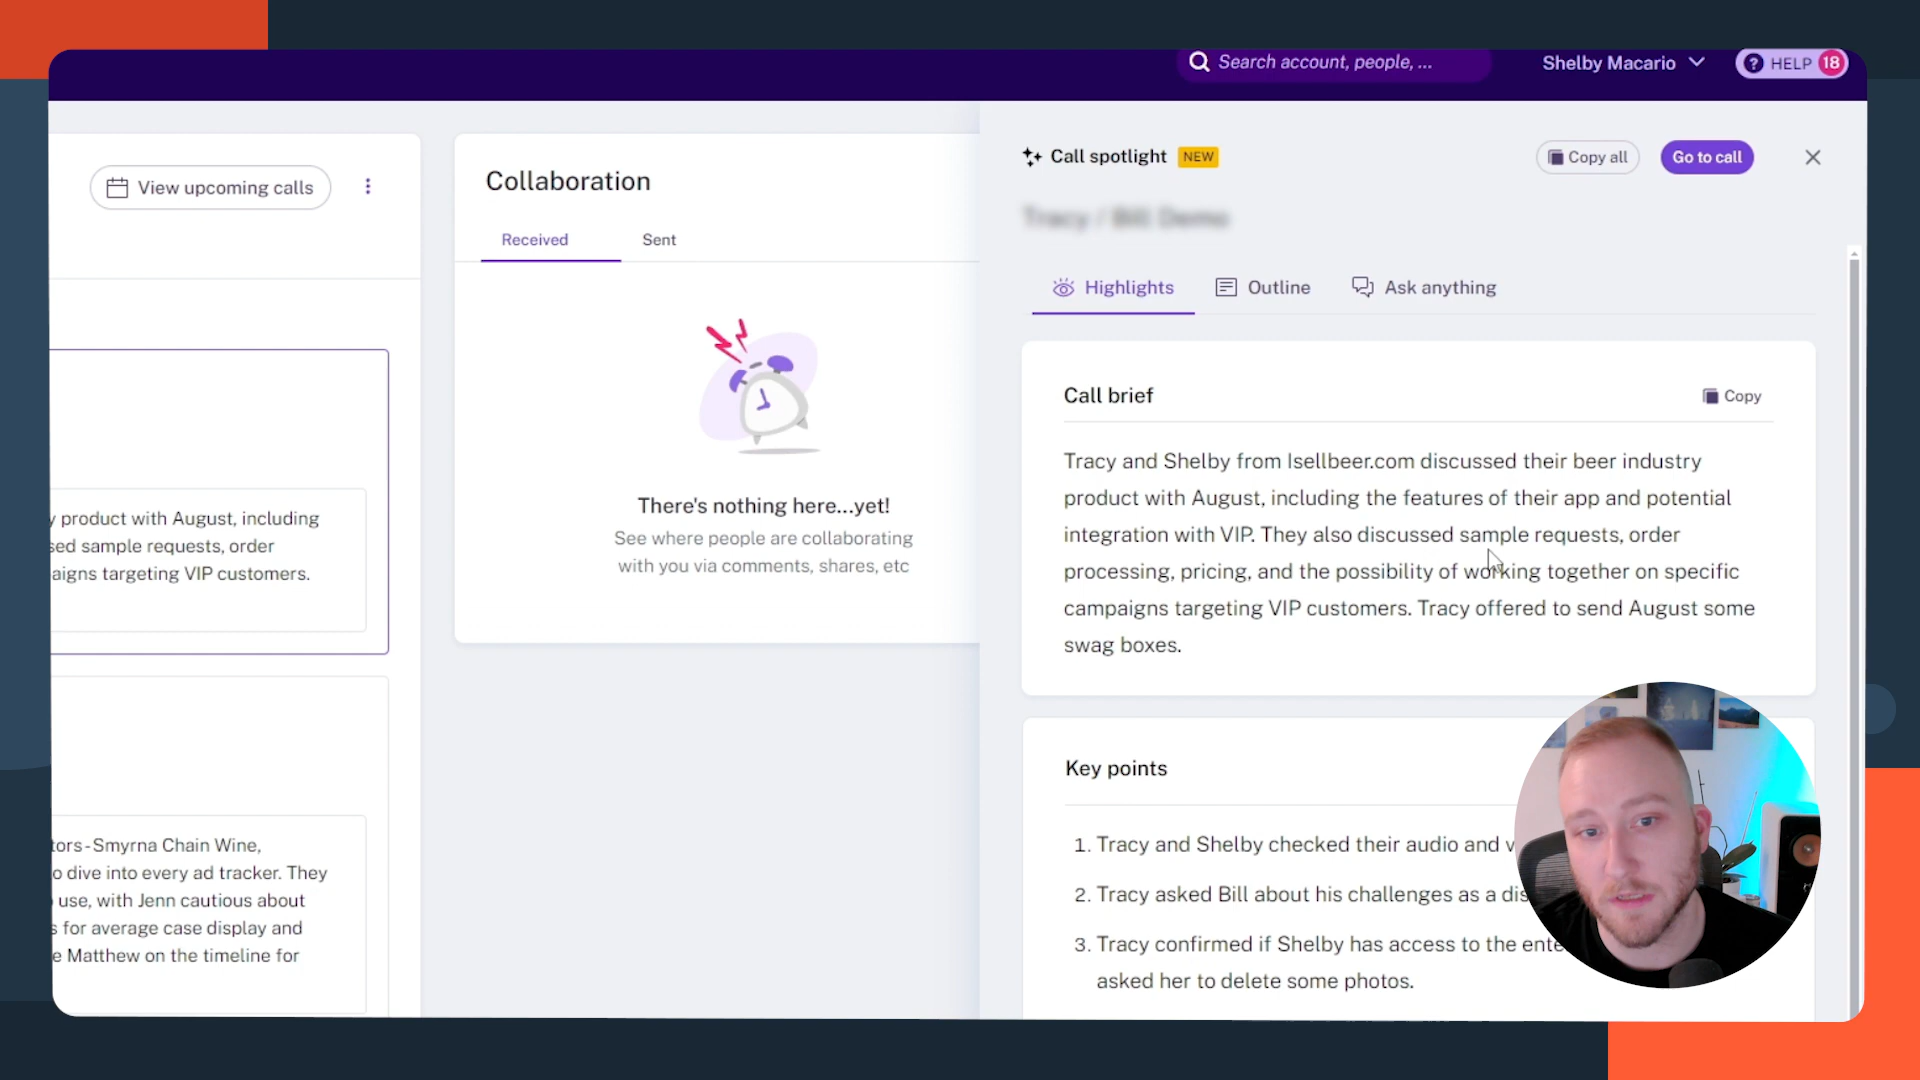 Search account, people, ...
Shelby Macario
HELP 18
View upcoming calls
y product with August, including
sed sample requests, order
aigns targeting VIP customers.
tors - Smyrna Chain Wine,
o dive into every ad tracker. They
use, with Jenn cautious about
s for average case display and
e Matthew on the timeline for
Collaboration
Received Sent
There's nothing here...yet!
See where people are collaborating
with you via comments, shares, etc
Call spotlight NEW
Copy all
Go to call
Tracy / Bill Demo
Highlights
Outline
Ask anything
Call brief
Copy
Tracy and Shelby from Isellbeer.com discussed their beer industry
product with August, including the features of their app and potential
integration with VIP. They also discussed sample requests, order
processing, pricing, and the possibility of working together on specific
campaigns targeting VIP customers. Tracy offered to send August some
swag boxes.
Key points
1. Tracy and Shelby checked their audio and v
2. Tracy asked Bill about his challenges as a dis
3. Tracy confirmed if Shelby has access to the ente
asked her to delete some photos.